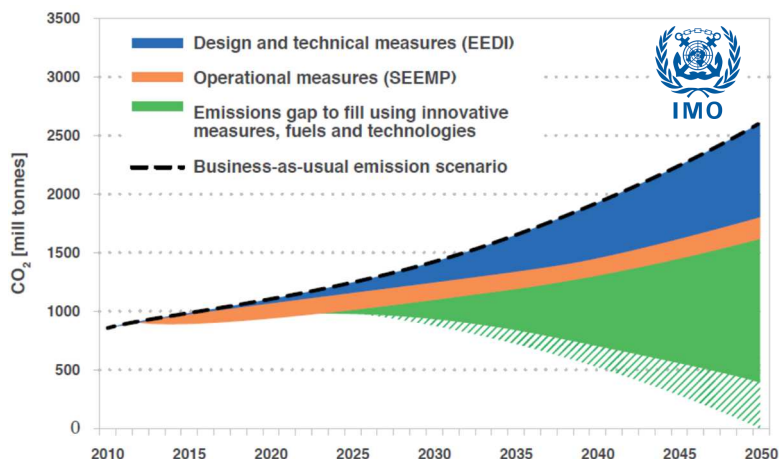 3500
3000
2500
2000
1500
1000
500
0
CO2 [mill tonnes]
Design and technical measures (EEDI)
Operational measures (SEEMP)
Emissions gap to fill using innovative
measures, fuels and technologies
Business-as-usual emission scenario
IMO
2010 2015 2020 2025 2030 2035 2040 2045 2050